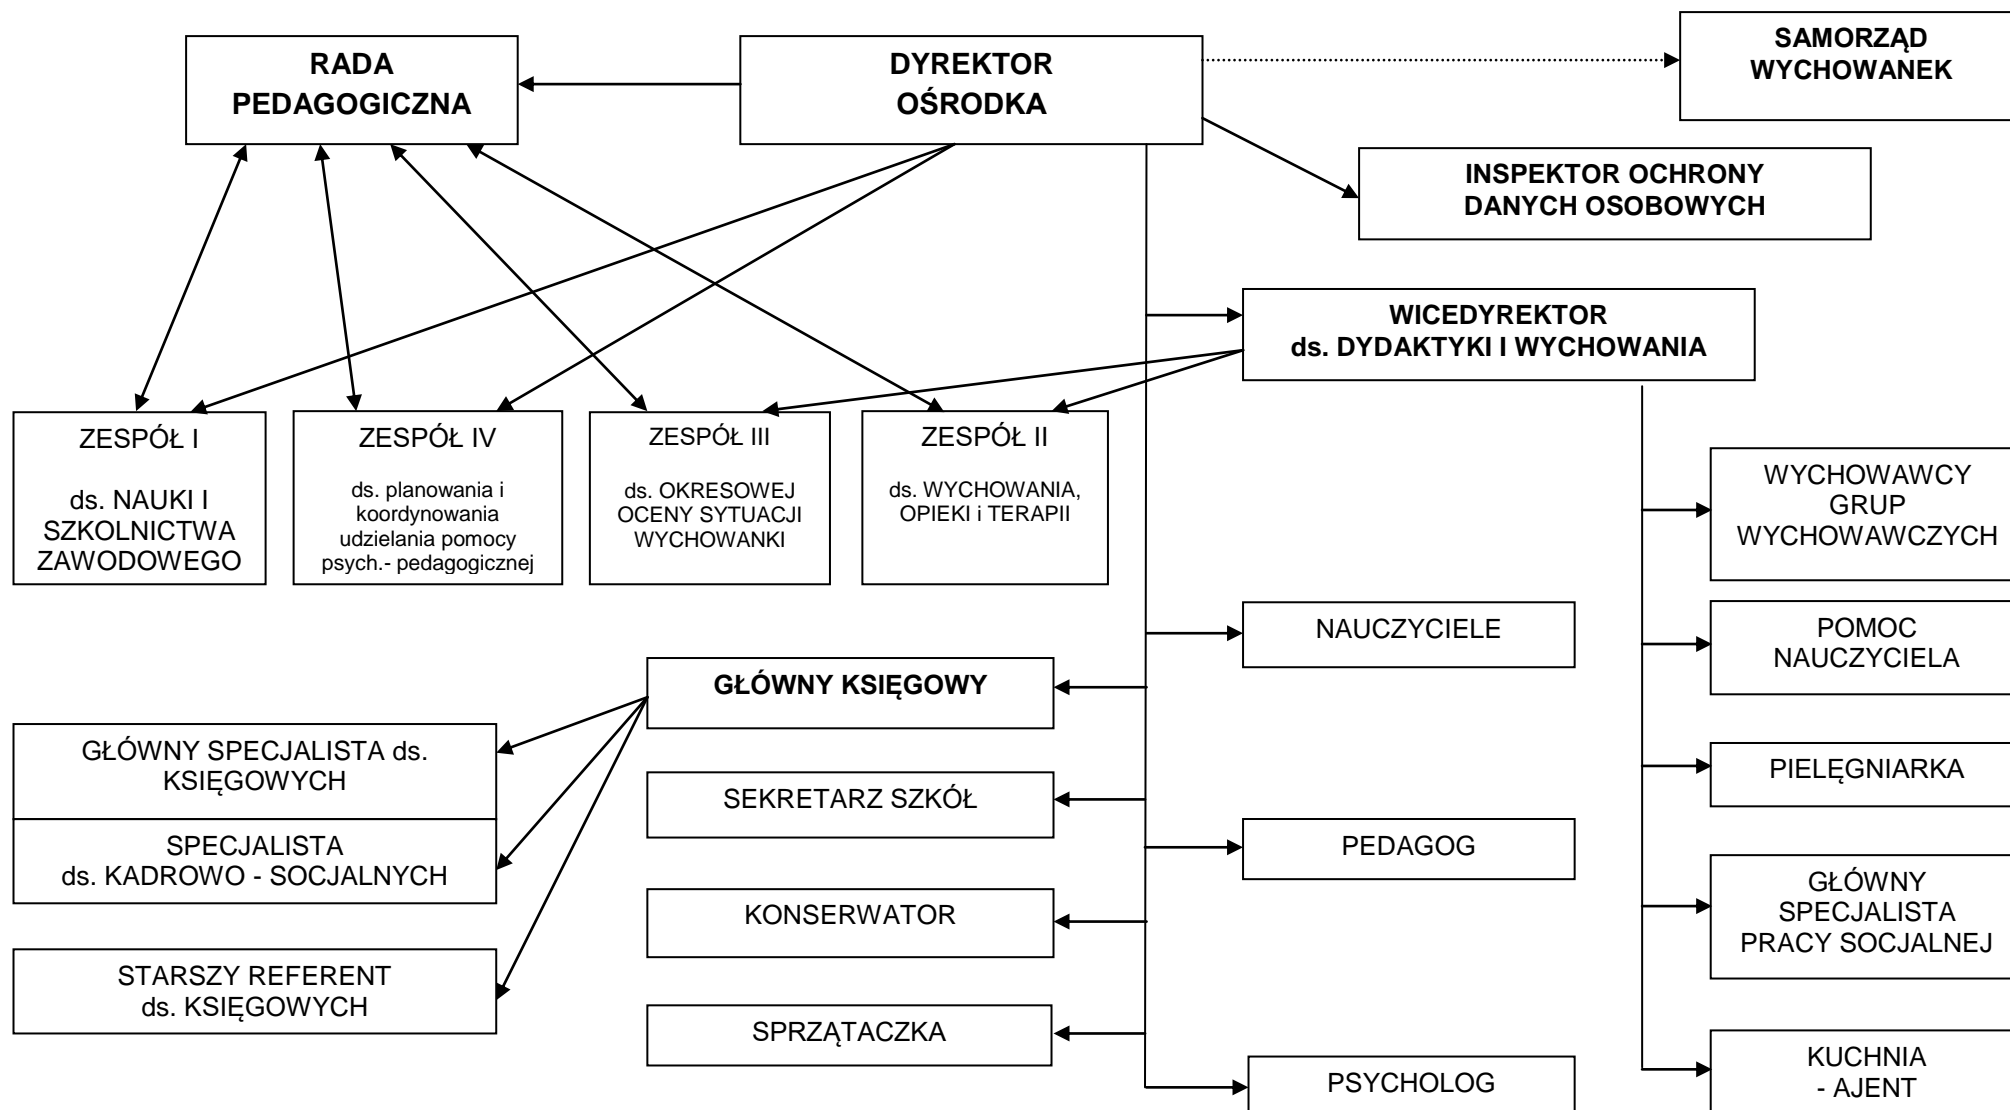 RADA
PEDAGOGICZNA
DYREKTOR
OŚRODKA
SAMORZĄD
WYCHOWANEK
INSPEKTOR OCHRONY
DANYCH OSOBOWYCH
WICEDYREKTOR
ds. DYDAKTYKI I WYCHOWANIA
ZESPÓŁ I
ds. NAUKI I
SZKOLNICTWA
ZAWODOWEGO
ZESPÓŁ IV
ds. planowania i
koordynowania
udzielania pomocy
psych.- pedagogicznej
ZESPÓŁ III
ds. OKRESOWEJ
OCENY SYTUACJI
WYCHOWANKI
ZESPÓŁ II
ds. WYCHOWANIA,
OPIEKI i TERAPII
WYCHOWAWCY
GRUP
WYCHOWAWCZYCH
NAUCZYCIELE
POMOC
NAUCZYCIELA
GŁÓWNY KSIĘGOWY
GŁÓWNY SPECJALISTA ds.
KSIĘGOWYCH
PIELĘGNIARKA
SEKRETARZ SZKÓŁ
SPECJALISTA
ds. KADROWO - SOCJALNYCH
PEDAGOG
GŁÓWNY
SPECJALISTA
PRACY SOCJALNEJ
KONSERWATOR
STARSZY REFERENT
ds. KSIĘGOWYCH
SPRZĄTACZKA
PSYCHOLOG
KUCHNIA
- AJENT